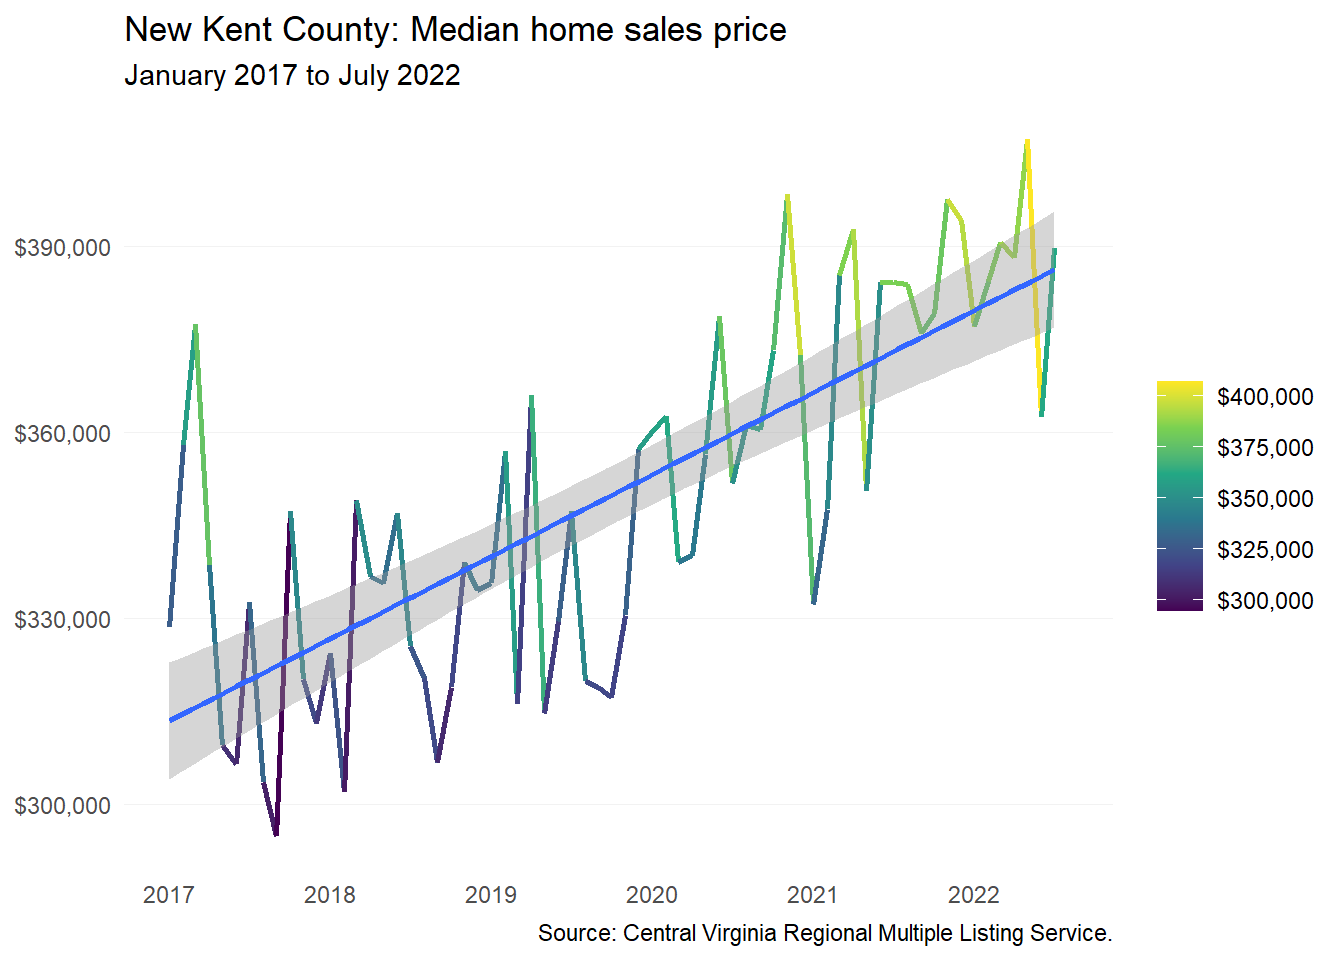 New Kent County: Median home sales price
January 2017 to July 2022
$390,000
$360,000
$330,000
$300,000
2017 2018 2019 2020 2021 2022
$400,000
$375,000
$350,000
$325,000
$300,000
Source: Central Virginia Regional Multiple Listing Service.